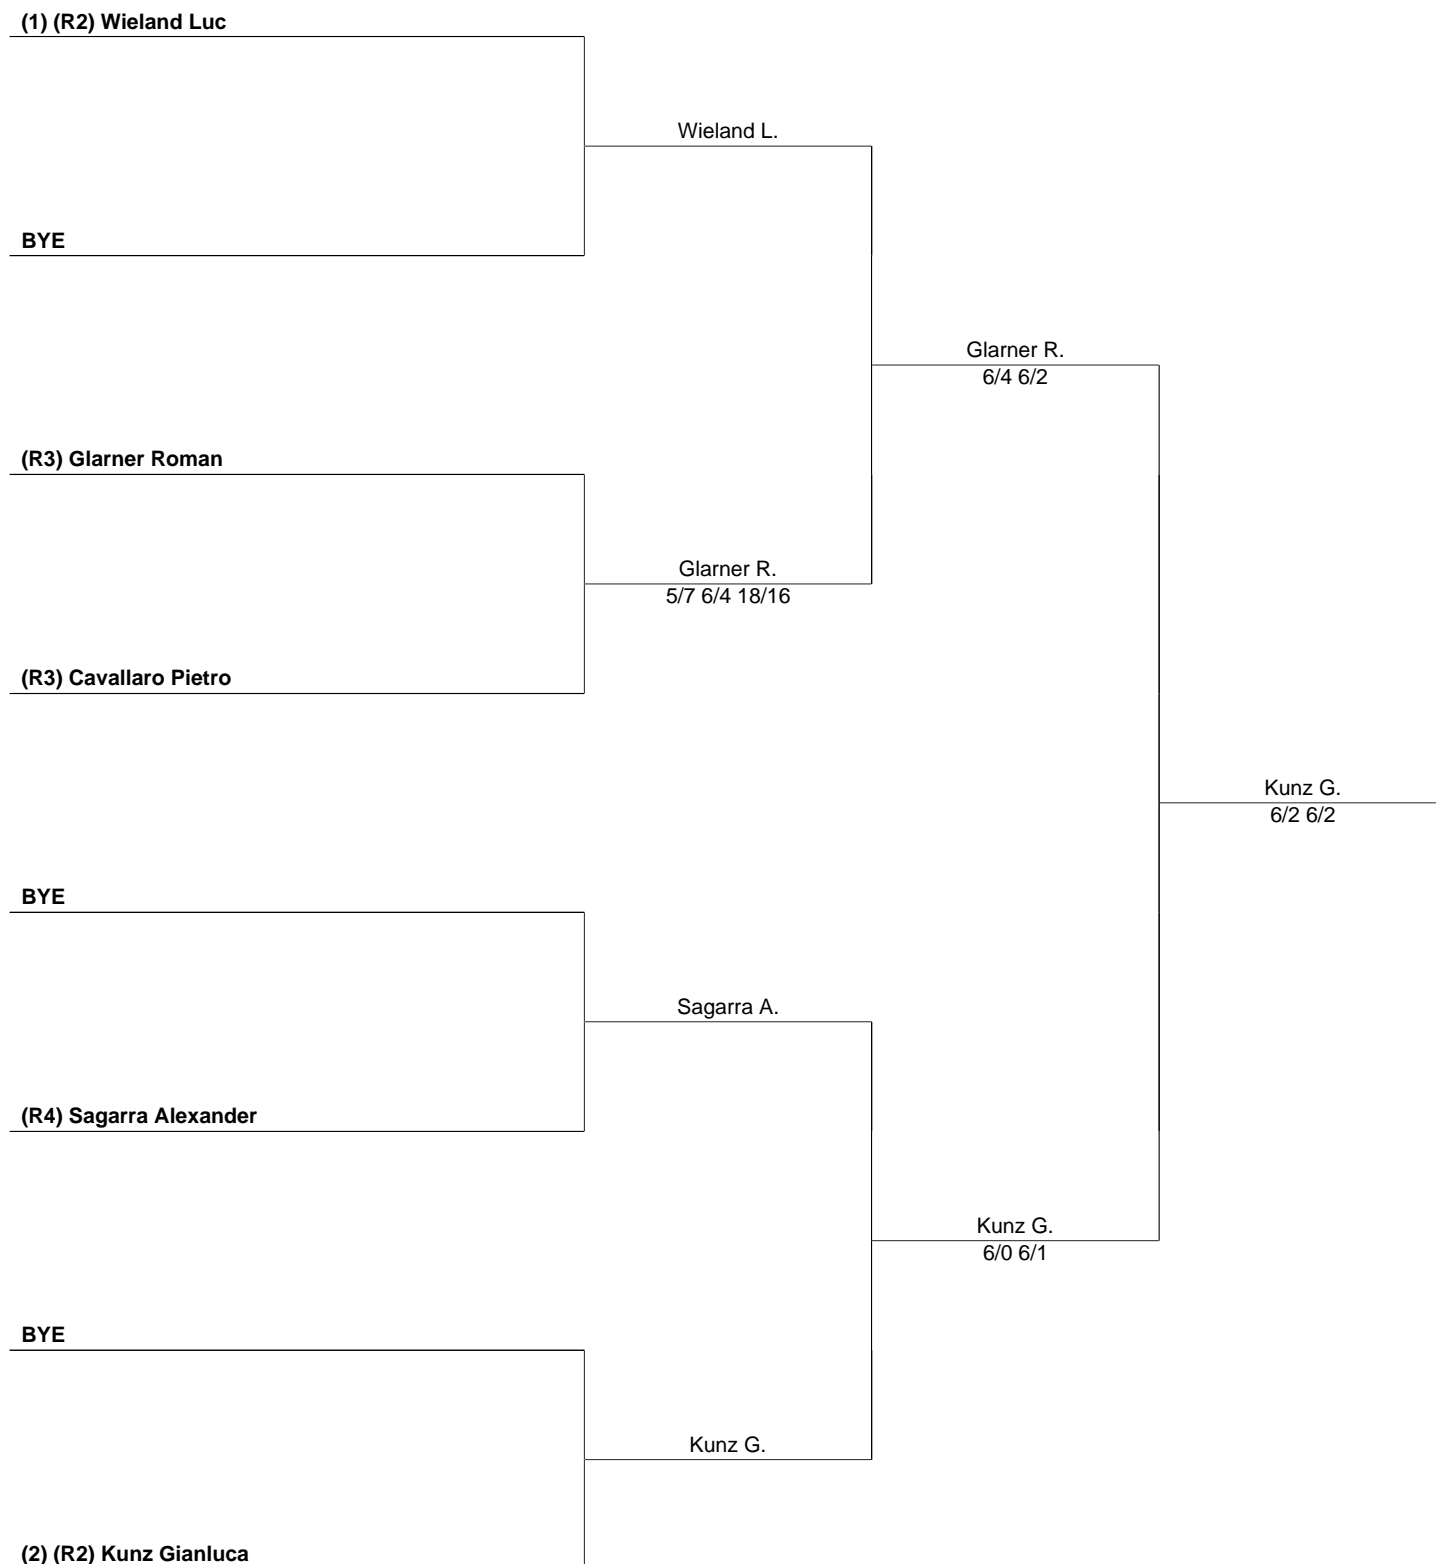 (1) (R2) Wieland Luc
Wieland L.
BYE
Glarner R.
6/4 6/2
(R3) Glarner Roman
Glarner R.
5/7 6/4 18/16
(R3) Cavallaro Pietro
Kunz G.
6/2 6/2
BYE
Sagarra A.
(R4) Sagarra Alexander
Kunz G.
6/0 6/1
BYE
Kunz G.
(2) (R2) Kunz Gianluca